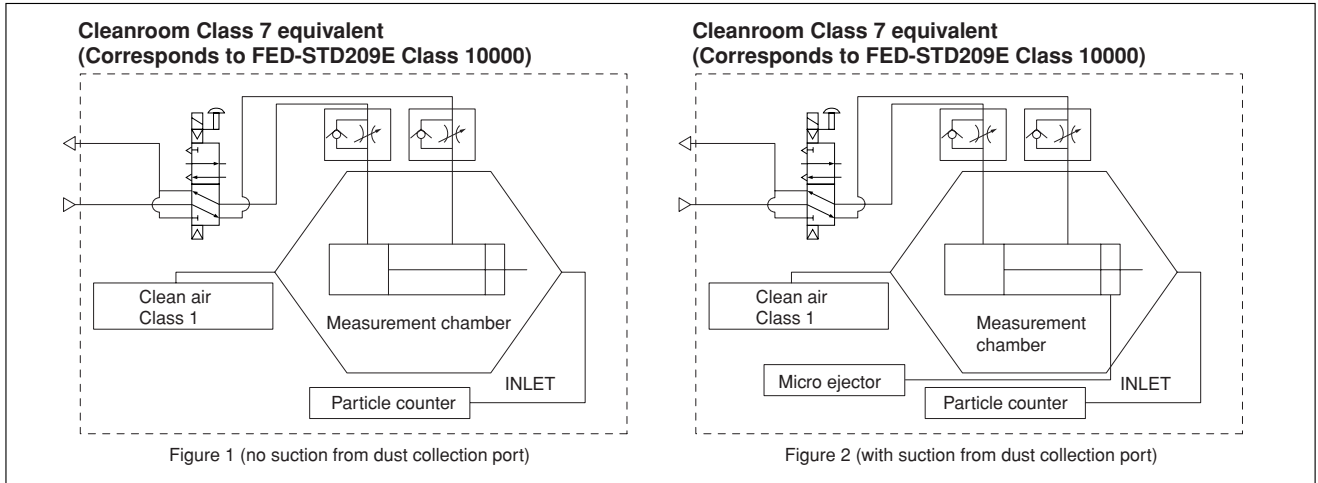 Cleanroom Class 7 equivalent
(Corresponds to FED-STD209E Class 10000)
Clean air
Class 1
Measurement chamber
INLET
Particle counter
Figure 1 (no suction from dust collection port)
Cleanroom Class 7 equivalent
(Corresponds to FED-STD209E Class 10000)
Clean air
Class 1
Measurement
chamber
Micro ejector
INLET
Particle counter
Figure 2 (with suction from dust collection port)